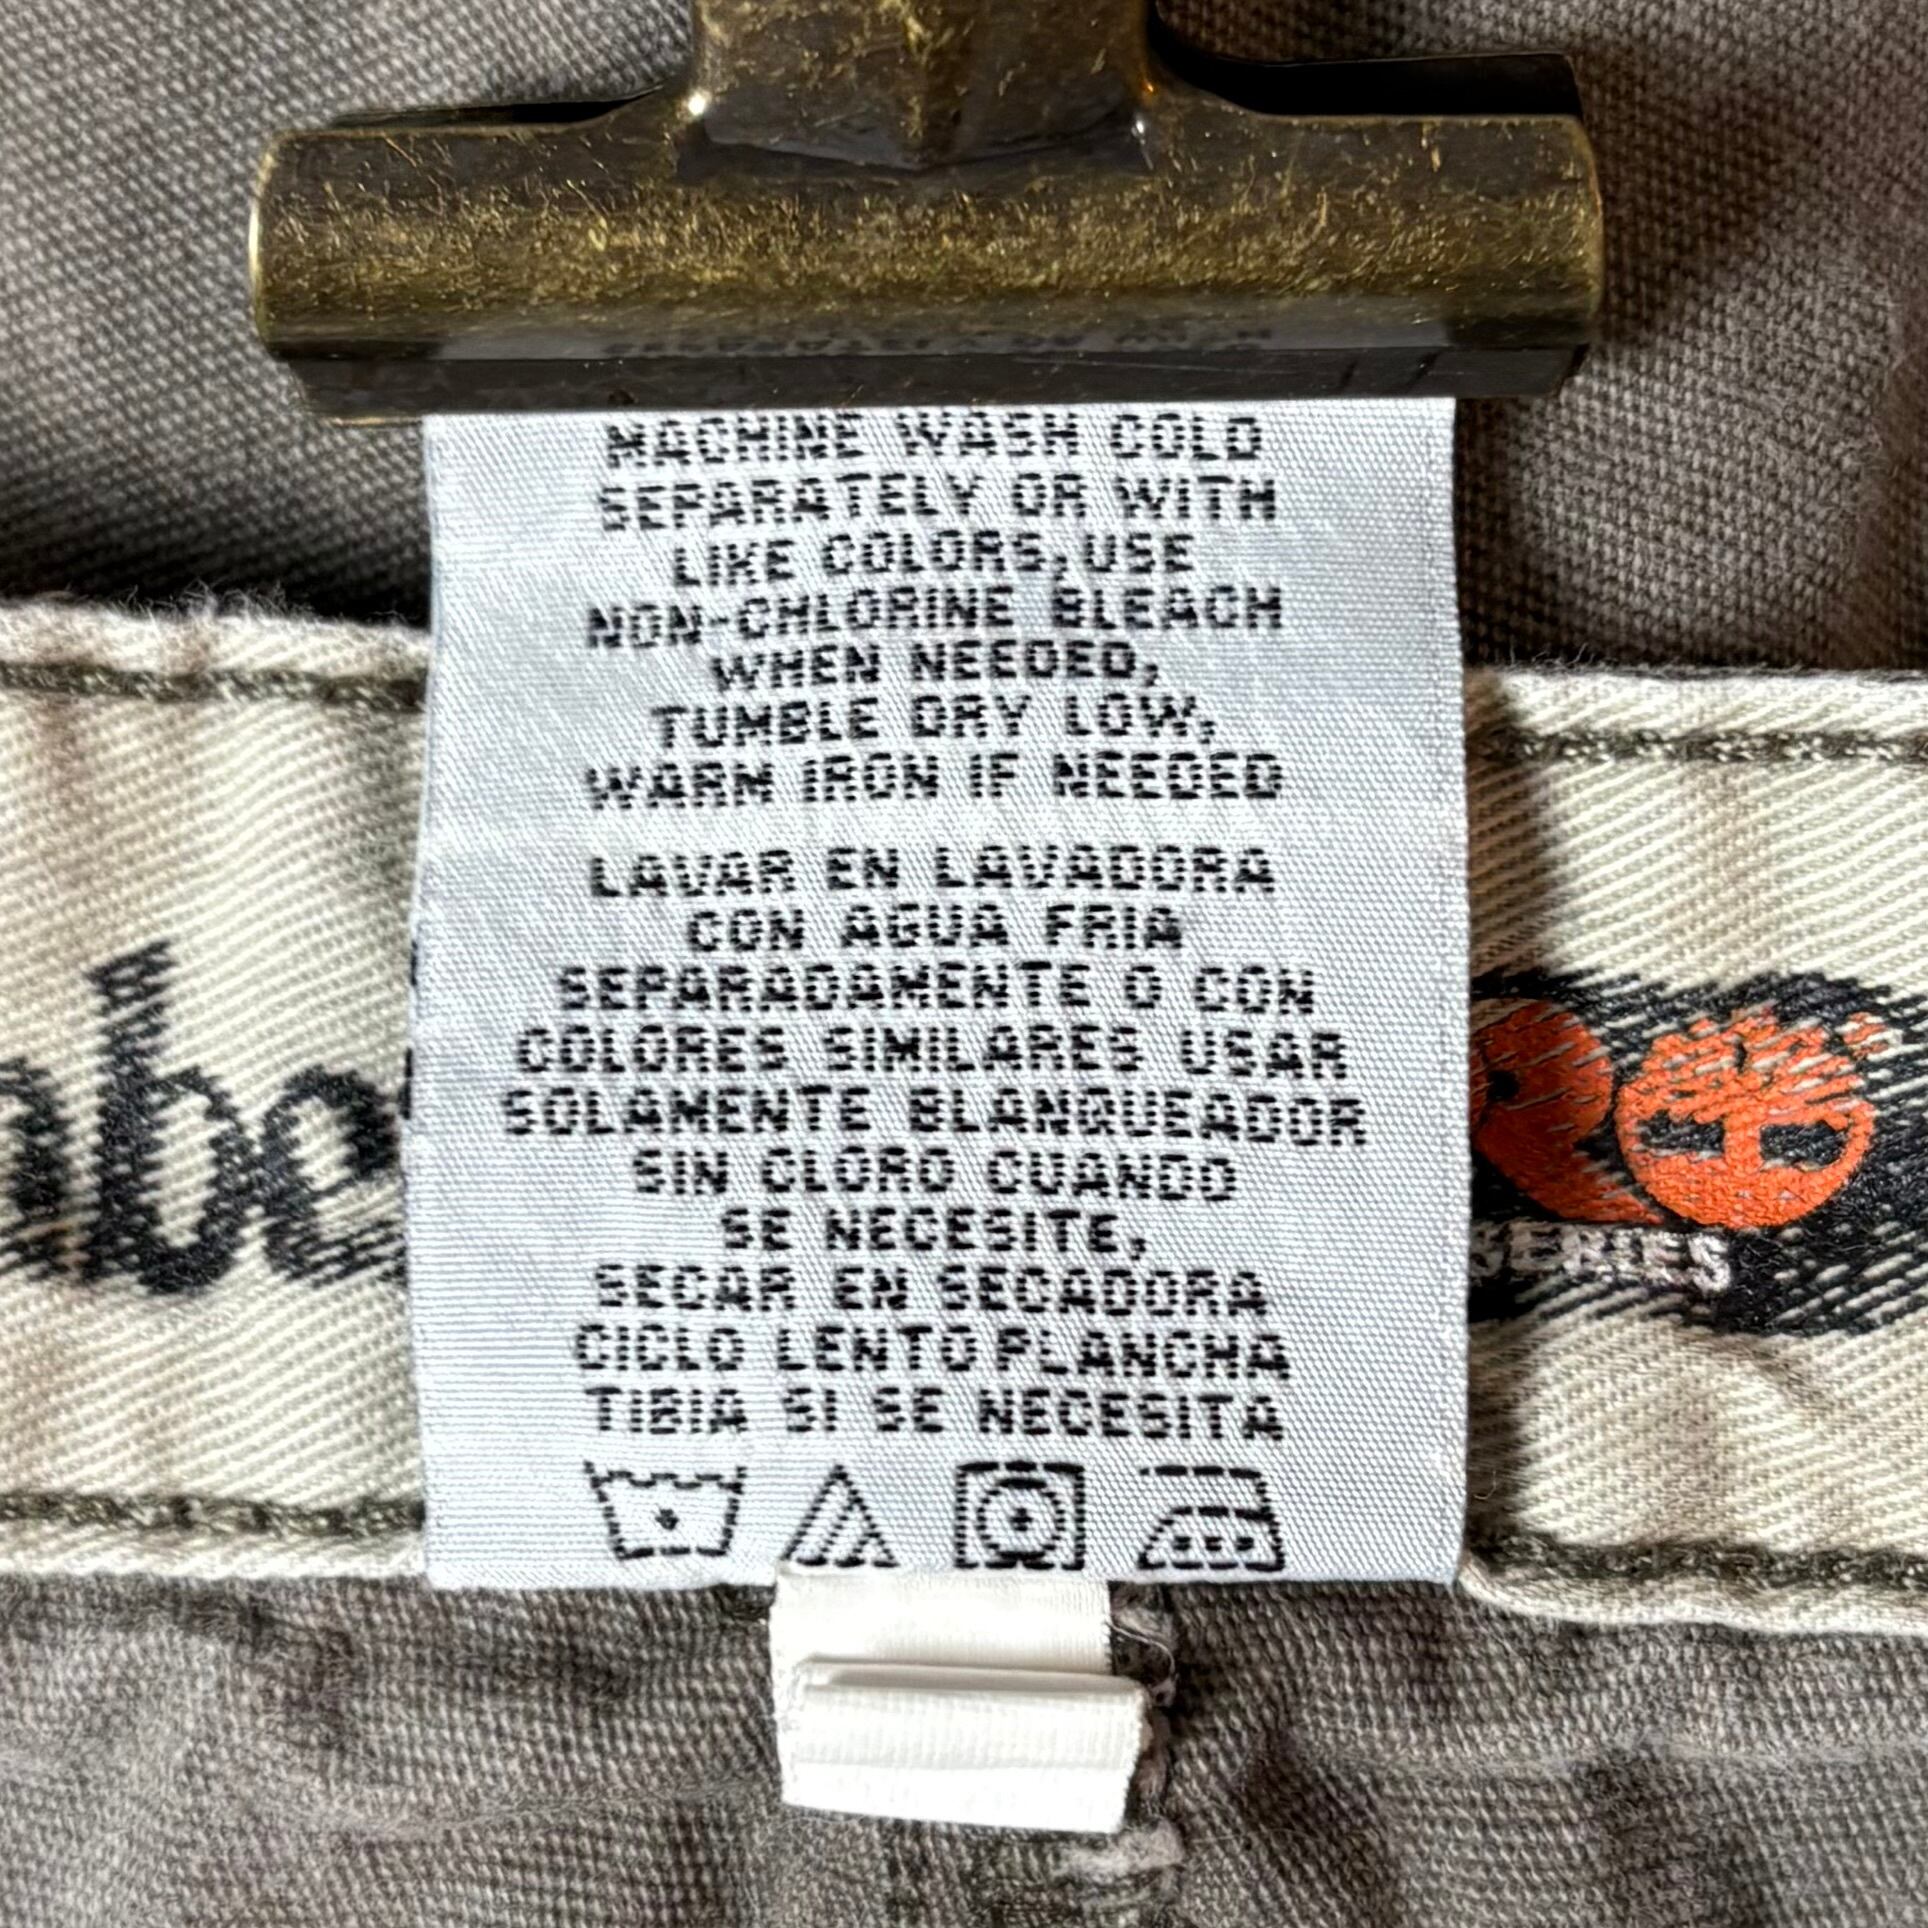 MACHINE WASH COLD
SEPARATELY OR WITH
LIKE COLORS, USE
NON-CHLORINE BLEACH
WHEN NEEDED,
TUMBLE DRY LOW,
WARM IRON IF NEEDED
LAVAR EN LAVADORA
CON AGUA FRIA
SEPARADAMENTE O CON
COLORES SIMILARES USAR
SOLAMENTE BLANQUEADOR
SIN CLORO CUANDO
SE NECESITE,
SECAR EN SECADORA
CICLO LENTO PLANCHA
TIBIA SI SE NECESITA
SERIES